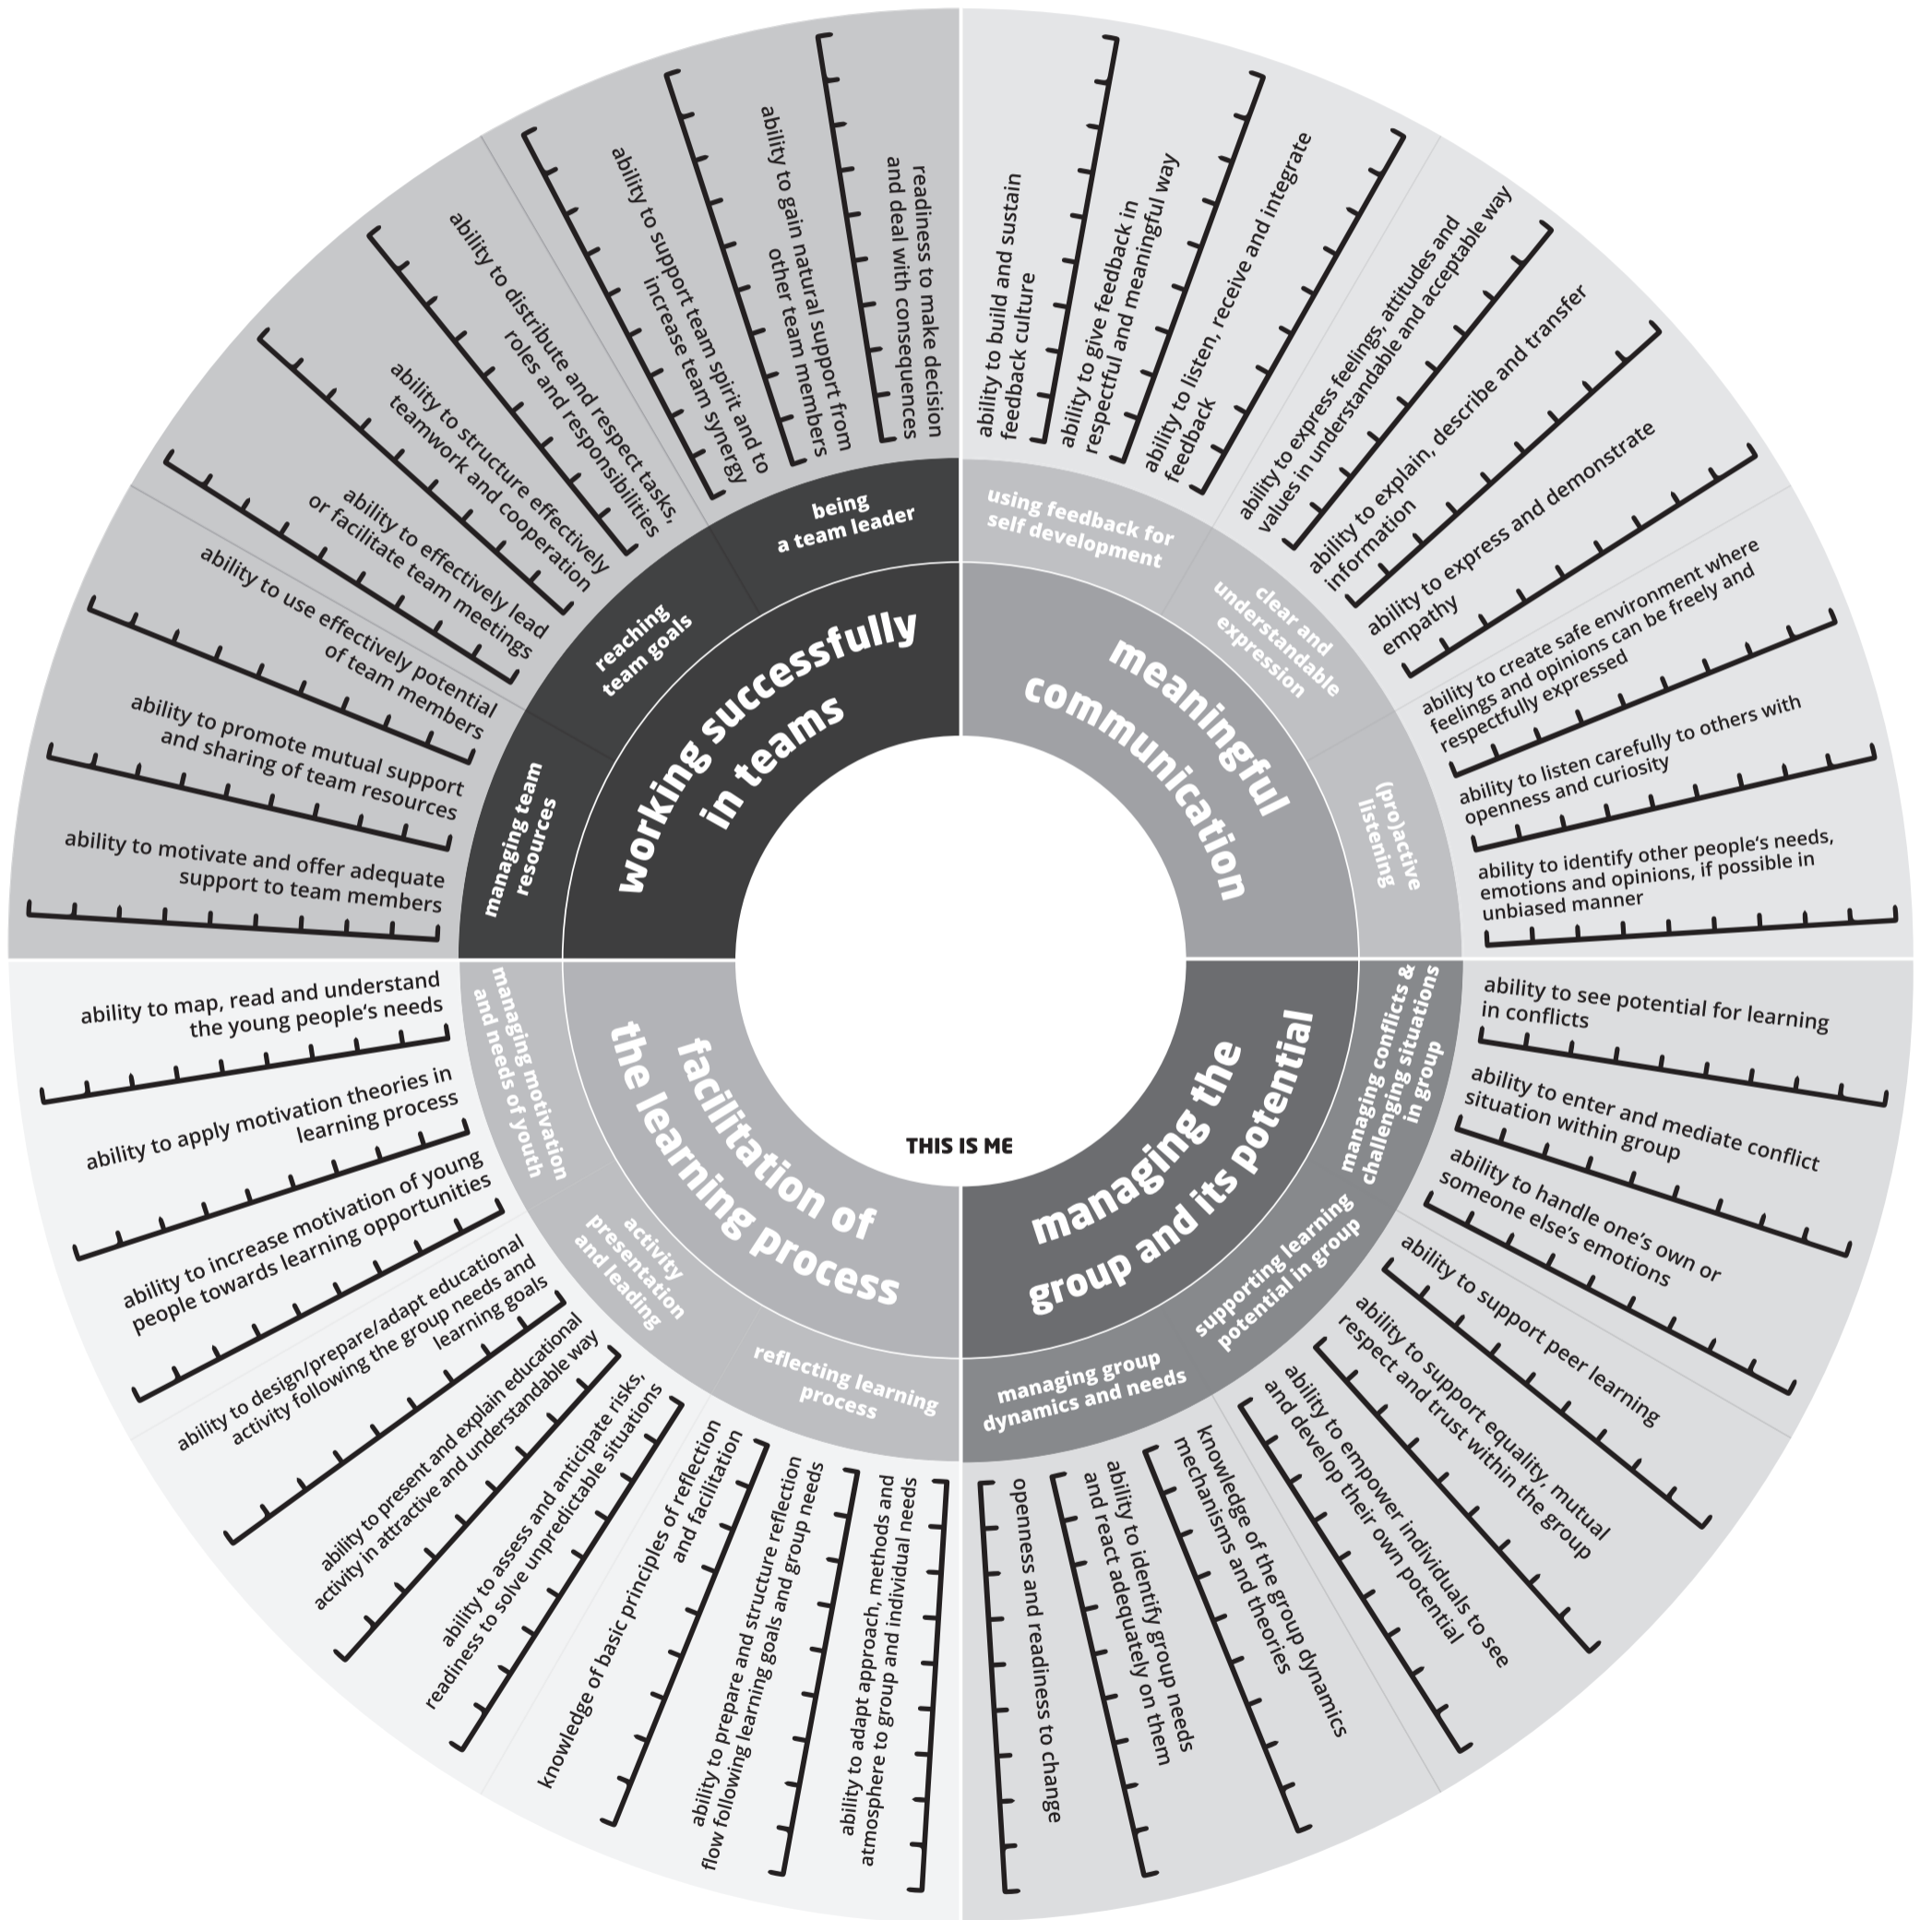 working successfully
in teams
being
a team leader
readiness to make decision
and deal with consequences
ability to gain natural support from
other team members
ability to support team spirit and to
increase team synergy
reaching
team goals
ability to distribute and respect tasks,
roles and responsibilities
ability to structure effectively
teamwork and cooperation
ability to effectively lead
or facilitate team meetings
managing team
resources
ability to use effectively potential
of team members
ability to promote mutual support
and sharing of team resources
ability to motivate and offer adequate
support to team members
meaningful
communication
using feedback for
self development
ability to build and sustain
feedback culture
ability to give feedback in
respectful and meaningful way
ability to listen, receive and integrate
feedback
clear and
understandable
expression
ability to express feelings, attitudes and
values in understandable and acceptable way
ability to explain, describe and transfer
information
ability to express and demonstrate
empathy
(pro)active
listening
ability to create safe environment where
feelings and opinions can be freely and
respectfully expressed
ability to listen carefully to others with
openness and curiosity
ability to identify other people‘s needs,
emotions and opinions, if possible in
unbiased manner
managing the
group and its potential
managing conflicts &
challenging situations
in group
ability to see potential for learning
in conflicts
ability to enter and mediate conflict
situation within group
ability to handle one’s own or
someone else’s emotions
supporting learning
potential in group
ability to support peer learning
ability to support equality, mutual
respect and trust within the group
ability to empower individuals to see
and develop their own potential
managing group
dynamics and needs
knowledge of the group dynamics
mechanisms and theories
ability to identify group needs
and react adequately on them
openness and readiness to change
facilitation of
the learning process
managing motivation
and needs of youth
ability to map, read and understand
the young people‘s needs
ability to apply motivation theories in
learning process
ability to increase motivation of young
people towards learning opportunities
activity
presentation
and leading
ability to design/prepare/adapt educational
activity following the group needs and
learning goals
ability to present and explain educational
activity in attractive and understandable way
ability to assess and anticipate risks,
readiness to solve unpredictable situations
reflecting learning
process
knowledge of basic principles of reflection
and facilitation
ability to prepare and structure reflection
flow following learning goals and group needs
ability to adapt approach, methods and
atmosphere to group and individual needs
THIS IS ME